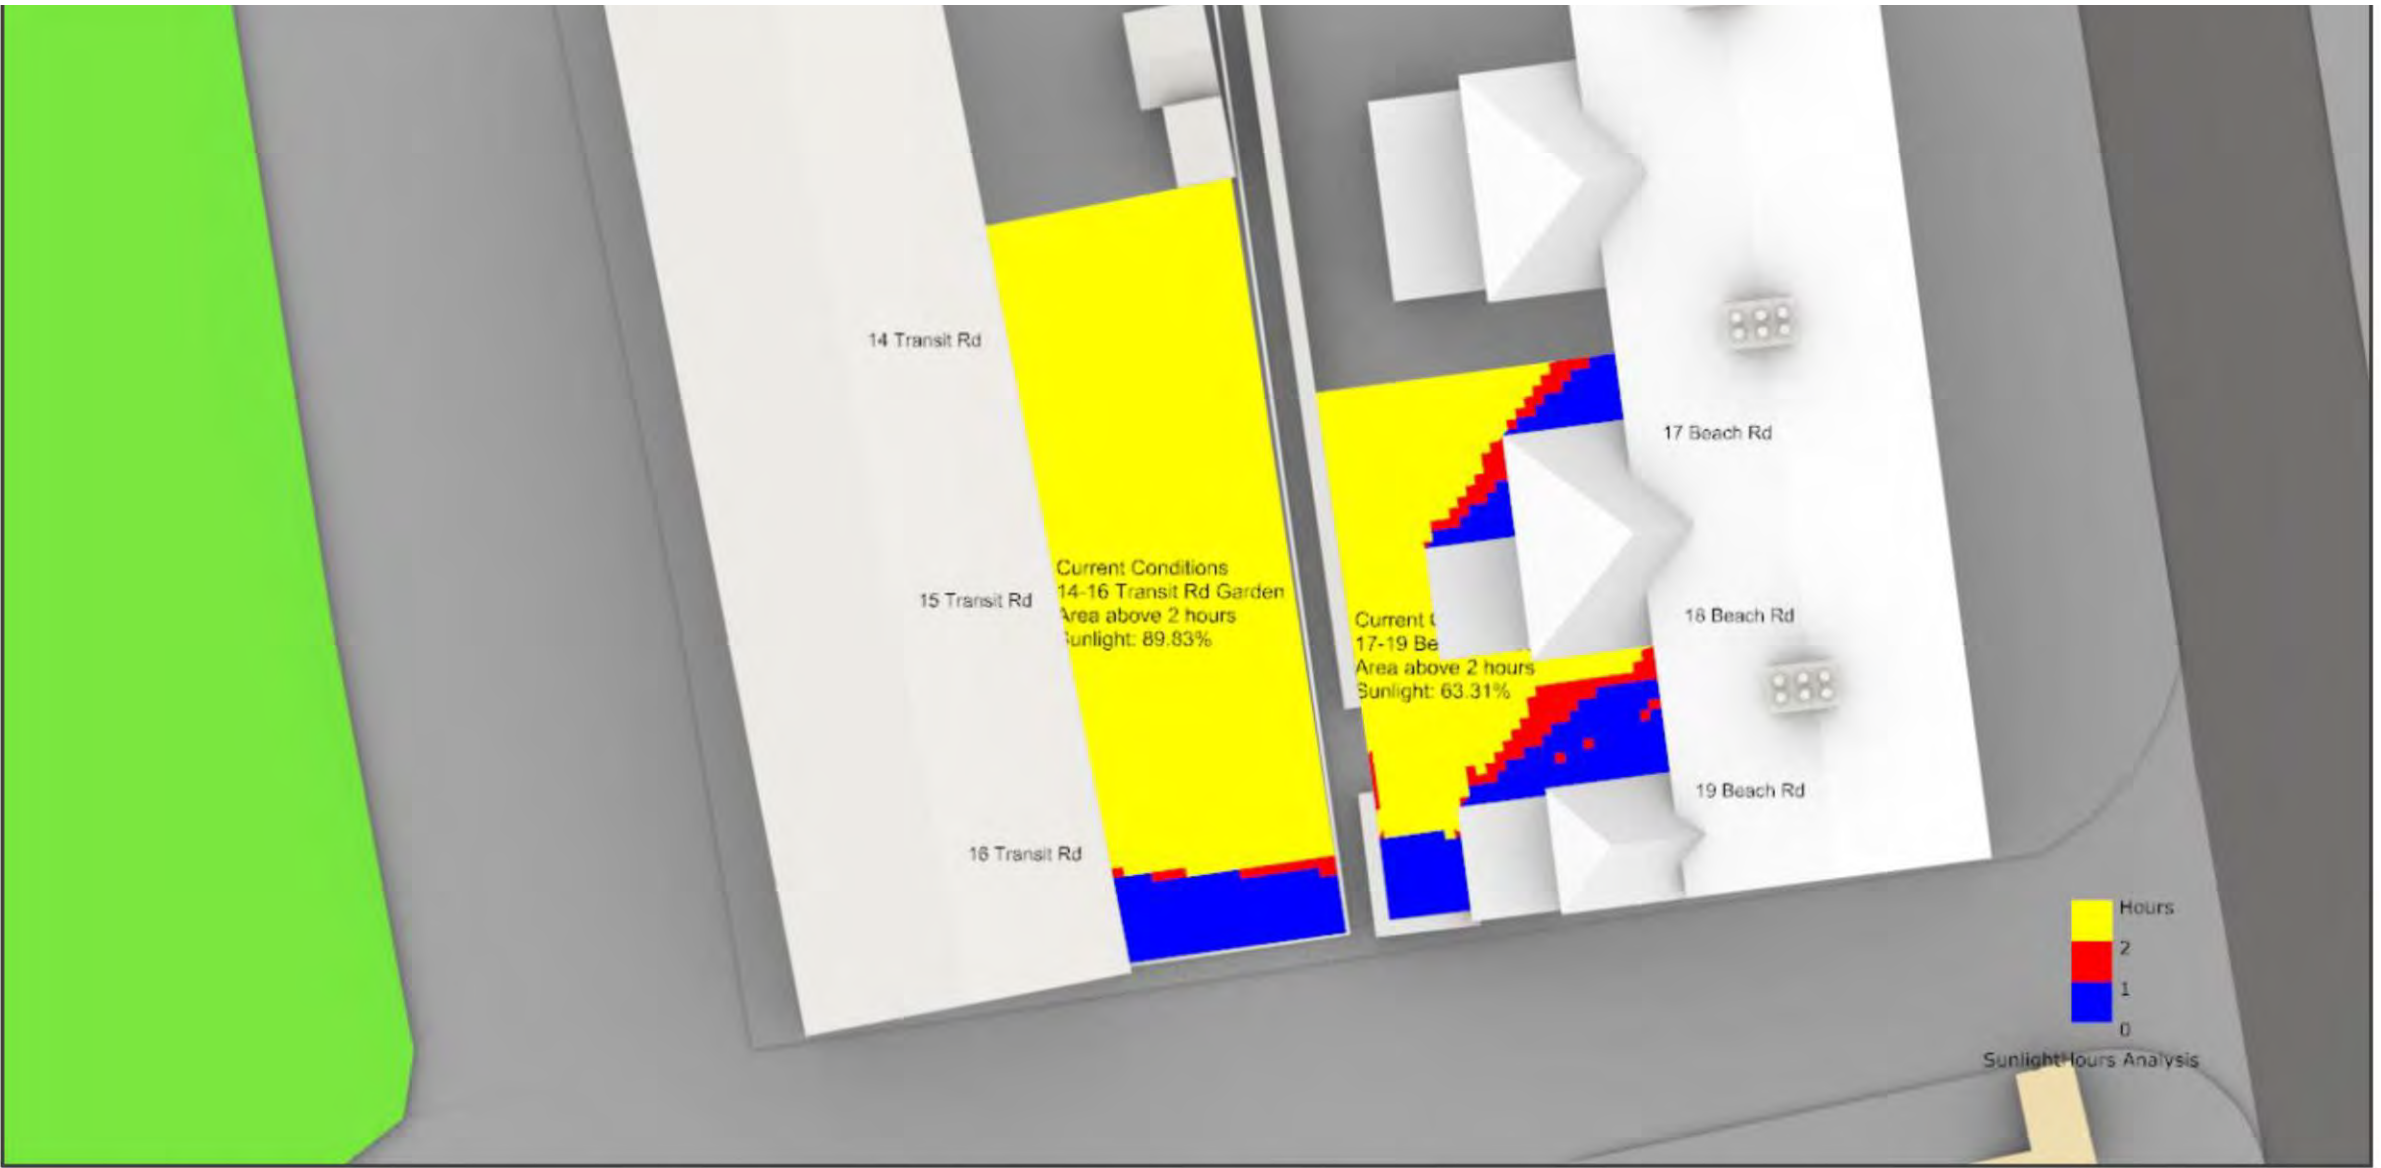 14 Transit Rd
17 Beach Rd
Current Conditions
14-16 Transit Rd Garden
Area above 2 hours
Sunlight: 89.83%
15 Transit Rd
18 Beach Rd
Current
17-19 Be
Area above 2 hours
Sunlight: 63.31%
19 Beach Rd
16 Transit Rd
Hours
2
1
0
SunlightHours Analysis